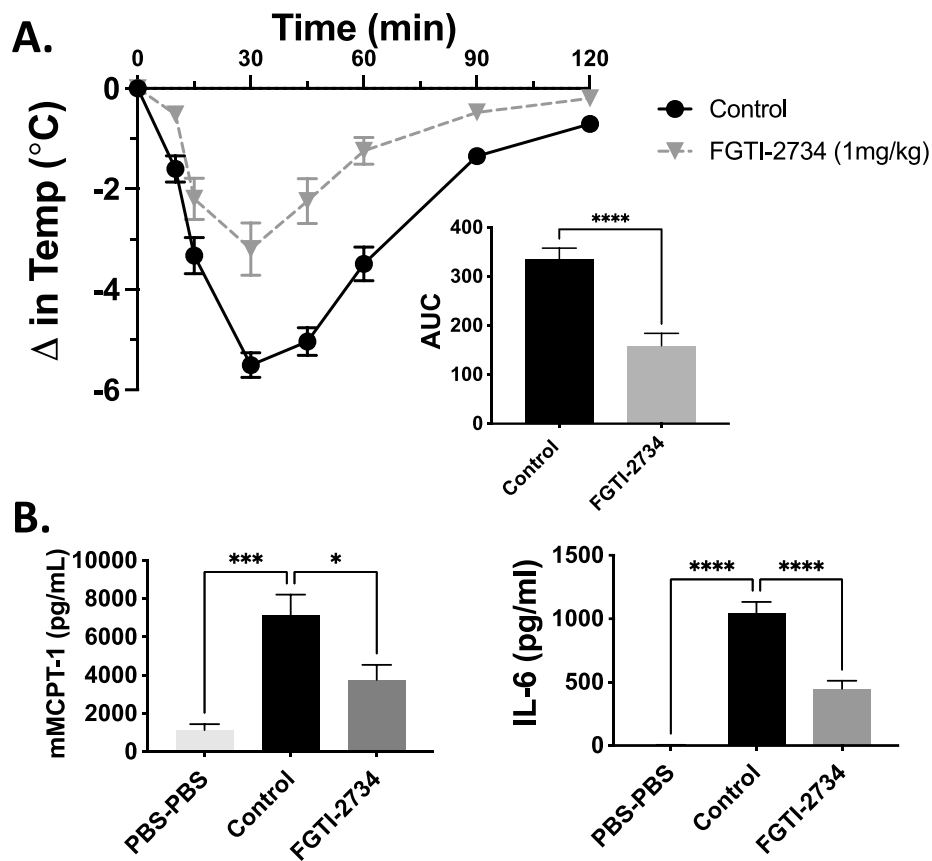 A.
Time (min)
0 30 60 90 120
Δ in Temp (°C)
0
-2
-4
-6
Control
FGTI-2734 (1mg/kg)
AUC
400
300
200
100
0
****
Control
FGTI-2734
B.
mMCPT-1 (pg/mL)
10000
8000
6000
4000
2000
0
*** *
PBS-PBS
Control
FGTI-2734
IL-6 (pg/ml)
1500
1000
500
0
**** ****
PBS-PBS
Control
FGTI-2734